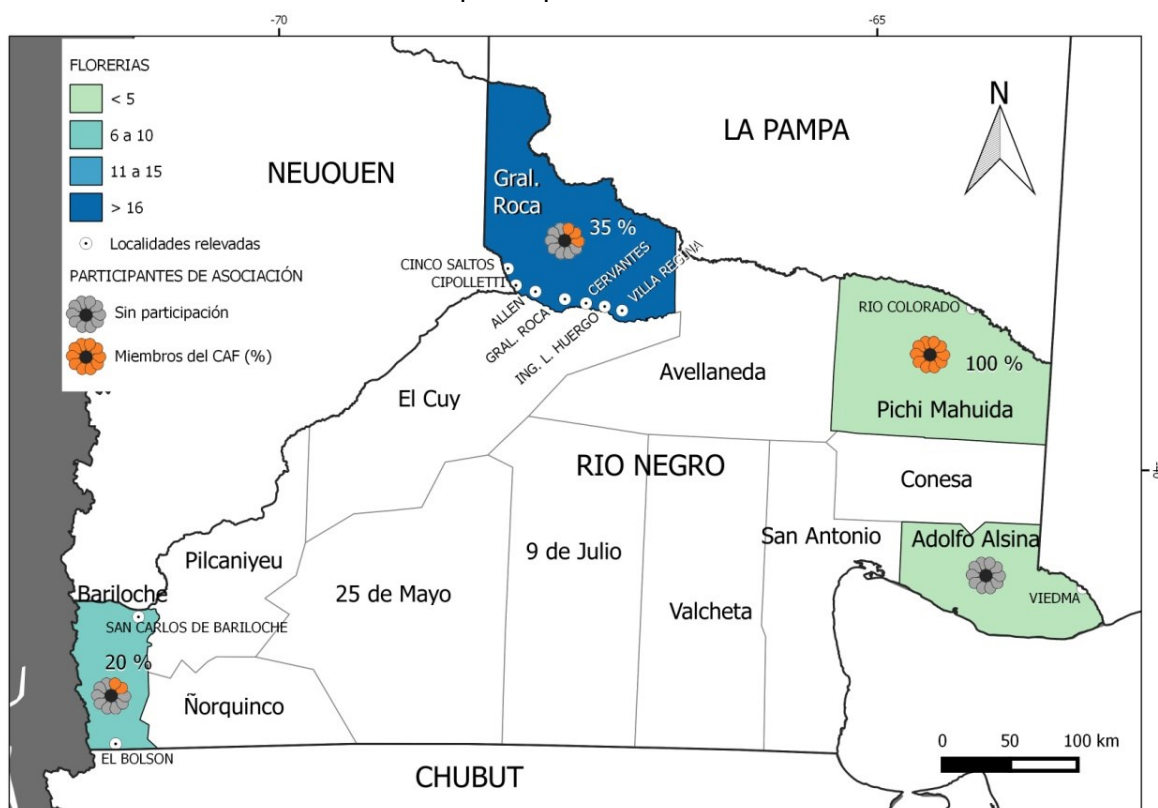 -70
-65
FLORERIAS
< 5
6 a 10
11 a 15
> 16
Localidades relevadas
PARTICIPANTES DE ASOCIACIÓN
Sin participación
Miembros del CAF (%)
N
LA PAMPA
NEUQUEN
Gral.
Roca
35 %
CINCO SALTOS
CIPOLLETTI
ALLEN
GRAL. ROCA
CERVANTES
ING. L. HUERGO
VILLA REGINA
RIO COLORADO
100 %
Pichi Mahuida
Avellaneda
El Cuy
RIO NEGRO
Conesa
San Antonio
Adolfo Alsina
VIEDMA
9 de Julio
Pilcaniyeu
25 de Mayo
Valcheta
Bariloche
SAN CARLOS DE BARILOCHE
20 %
Ñorquinco
EL BOLSON
CHUBUT
0 50 100 km